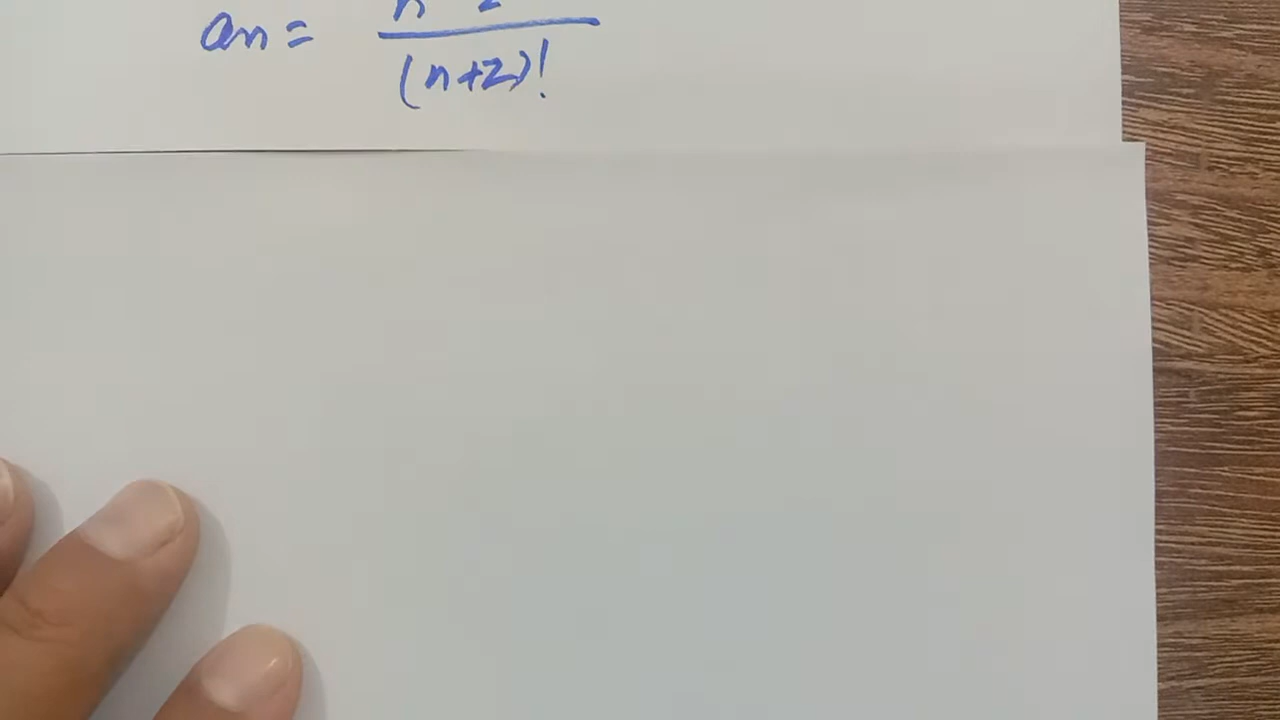 an =
(n+2)!